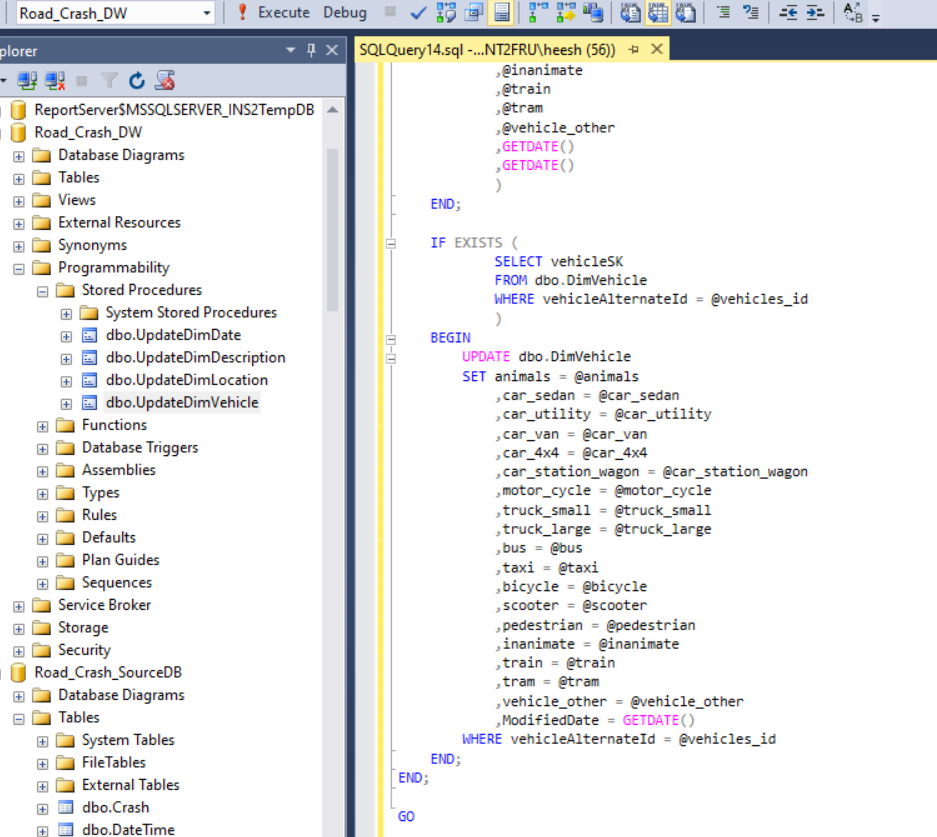 Road_Crash_DW
Execute Debug
plorer
ReportServer$MSSQLSERVER_INS2TempDB
Road_Crash_DW
Database Diagrams
Tables
Views
External Resources
Synonyms
Programmability
Stored Procedures
System Stored Procedures
dbo.UpdateDimDate
dbo.UpdateDimDescription
dbo.UpdateDimLocation
dbo.UpdateDimVehicle
Functions
Database Triggers
Assemblies
Types
Rules
Defaults
Plan Guides
Sequences
Service Broker
Storage
Security
Road_Crash_SourceDB
Database Diagrams
Tables
System Tables
FileTables
External Tables
dbo.Crash
dbo.DateTime
SQLQuery14.sql -...NT2FRU\heesh (56))
,@inanimate
,@train
,@tram
,@vehicle_other
,GETDATE()
,GETDATE()
)
END;
IF EXISTS (
SELECT vehicleSK
FROM dbo.DimVehicle
WHERE vehicleAlternateId = @vehicles_id
)
BEGIN
UPDATE dbo.DimVehicle
SET animals = @animals
,car_sedan = @car_sedan
,car_utility = @car_utility
,car_van = @car_van
,car_4x4 = @car_4x4
,car_station_wagon = @car_station_wagon
,motor_cycle = @motor_cycle
,truck_small = @truck_small
,truck_large = @truck_large
,bus = @bus
,taxi = @taxi
,bicycle = @bicycle
,scooter = @scooter
,pedestrian = @pedestrian
,inanimate = @inanimate
,train = @train
,tram = @tram
,vehicle_other = @vehicle_other
,ModifiedDate = GETDATE()
WHERE vehicleAlternateId = @vehicles_id
END;
END;
GO